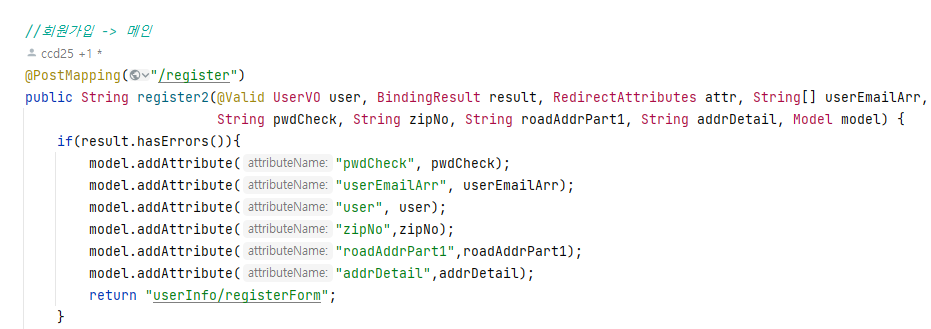 //회원가입 -> 메인
ccd25 +1 *
@PostMapping("/register")
public String register2(@Valid UserVO user, BindingResult result, RedirectAttributes attr, String[] userEmailArr,
String pwdCheck, String zipNo, String roadAddrPart1, String addrDetail, Model model) {
if(result.hasErrors()){
model.addAttribute( attributeName: "pwdCheck", pwdCheck);
model.addAttribute( attributeName: "userEmailArr", userEmailArr);
model.addAttribute( attributeName: "user", user);
model.addAttribute( attributeName: "zipNo",zipNo);
model.addAttribute( attributeName: "roadAddrPart1",roadAddrPart1);
model.addAttribute( attributeName: "addrDetail",addrDetail);
return "userInfo/registerForm";
}